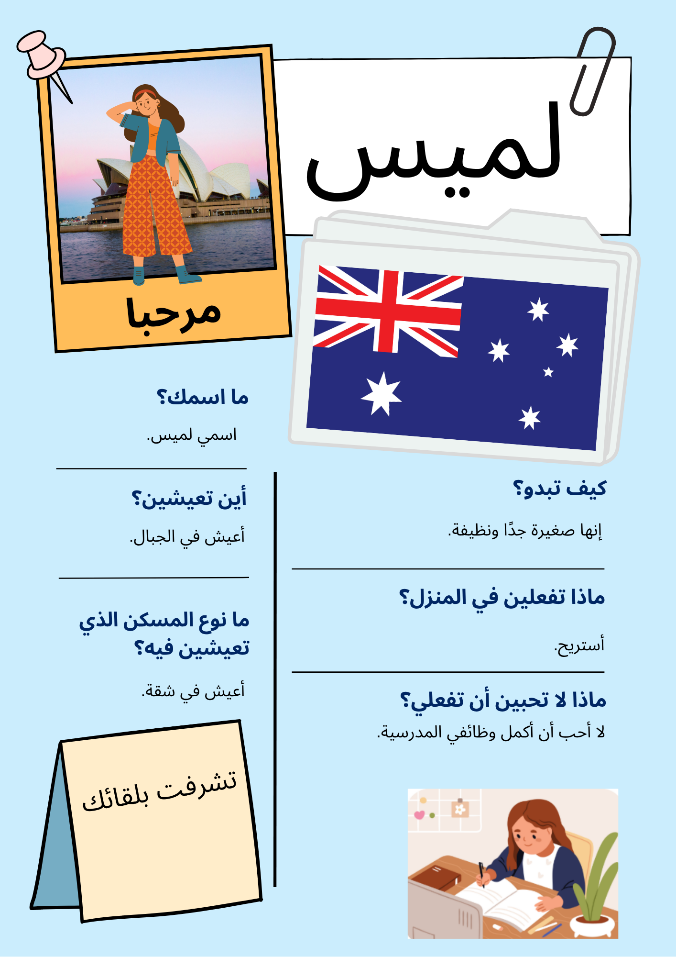 لميس
مرحبا
ما اسمك؟
اسمي لميس.
أين تعيشين؟
أعيش في الجبال.
ما نوع المسكن الذي
تعيشين فيه؟
أعيش في شقة.
كيف تبدو؟
إنها صغيرة جدًا ونظيفة.
ماذا تفعلين في المنزل؟
أستريح.
ماذا لا تحبين أن تفعلي؟
لا أحب أن أكمل وظائفي المدرسية.
تشرفت بلقائك